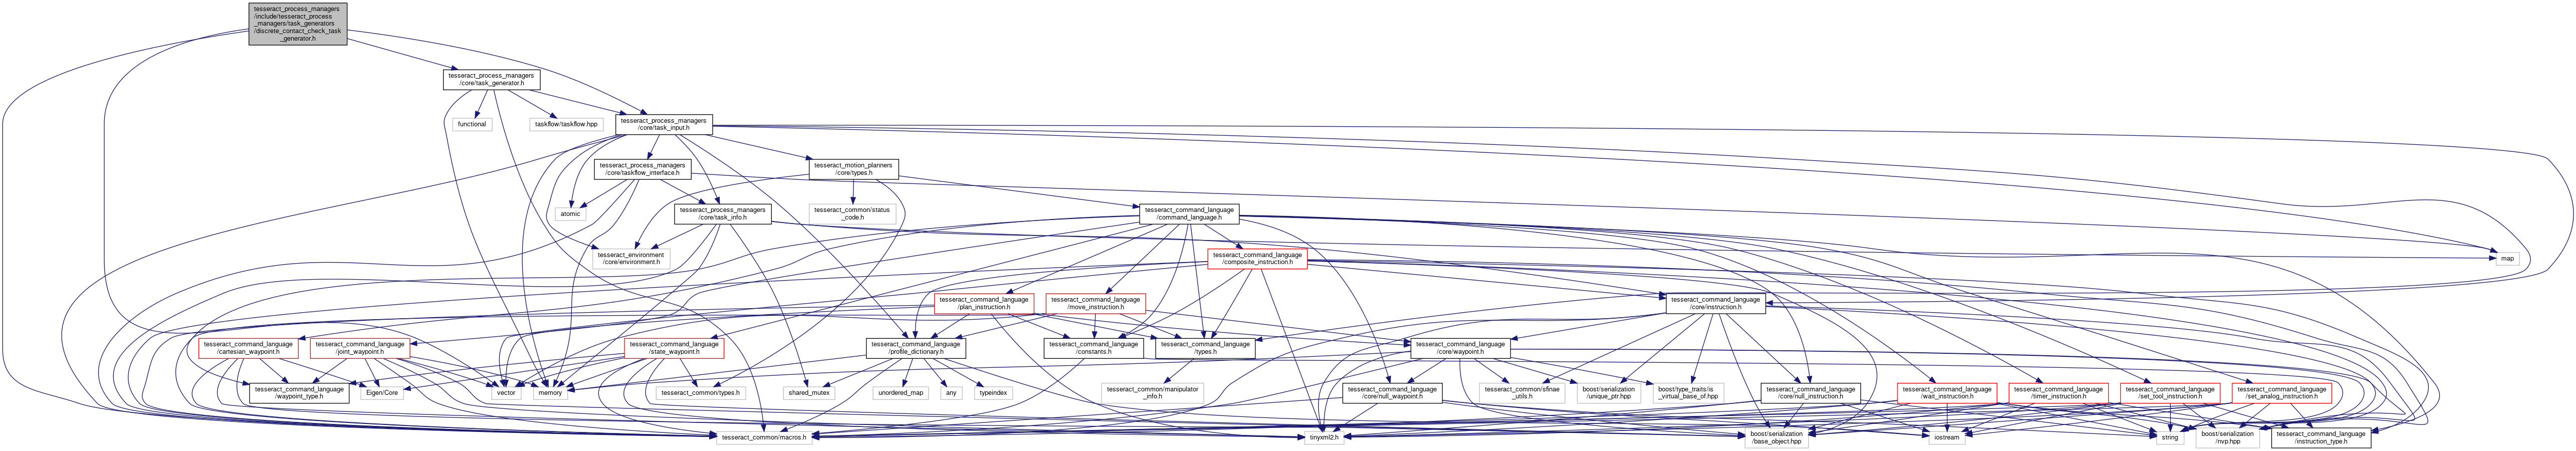 tesseract_process_managers
/include/tesseract_process
_managers/task_generators
/discrete_contact_check_task
_generator.h
tesseract_process_managers
/core/task_generator.h
functional
taskflow/taskflow.hpp
tesseract_process_managers
/core/task_input.h
tesseract_process_managers
/core/taskflow_interface.h
tesseract_motion_planners
/core/types.h
atomic
tesseract_process_managers
/core/task_info.h
tesseract_common/status
_code.h
tesseract_command_language
/command_language.h
tesseract_environment
/core/environment.h
tesseract_command_language
/composite_instruction.h
map
tesseract_command_language
/plan_instruction.h
tesseract_command_language
/move_instruction.h
tesseract_command_language
/core/instruction.h
tesseract_command_language
/cartesian_waypoint.h
tesseract_command_language
/joint_waypoint.h
tesseract_command_language
/state_waypoint.h
tesseract_command_language
/profile_dictionary.h
tesseract_command_language
/constants.h
tesseract_command_language
/types.h
tesseract_command_language
/core/waypoint.h
tesseract_command_language
/waypoint_type.h
Eigen/Core
vector
memory
tesseract_common/types.h
shared_mutex
unordered_map
any
typeindex
tesseract_common/manipulator
_info.h
tesseract_command_language
/core/null_waypoint.h
tesseract_common/sfinae
_utils.h
boost/serialization
/unique_ptr.hpp
boost/type_traits/is
_virtual_base_of.hpp
tesseract_command_language
/core/null_instruction.h
tesseract_command_language
/wait_instruction.h
tesseract_command_language
/timer_instruction.h
tesseract_command_language
/set_tool_instruction.h
tesseract_command_language
/set_analog_instruction.h
tesseract_common/macros.h
tinyxml2.h
boost/serialization
/base_object.hpp
iostream
string
boost/serialization
/nvp.hpp
tesseract_command_language
/instruction_type.h